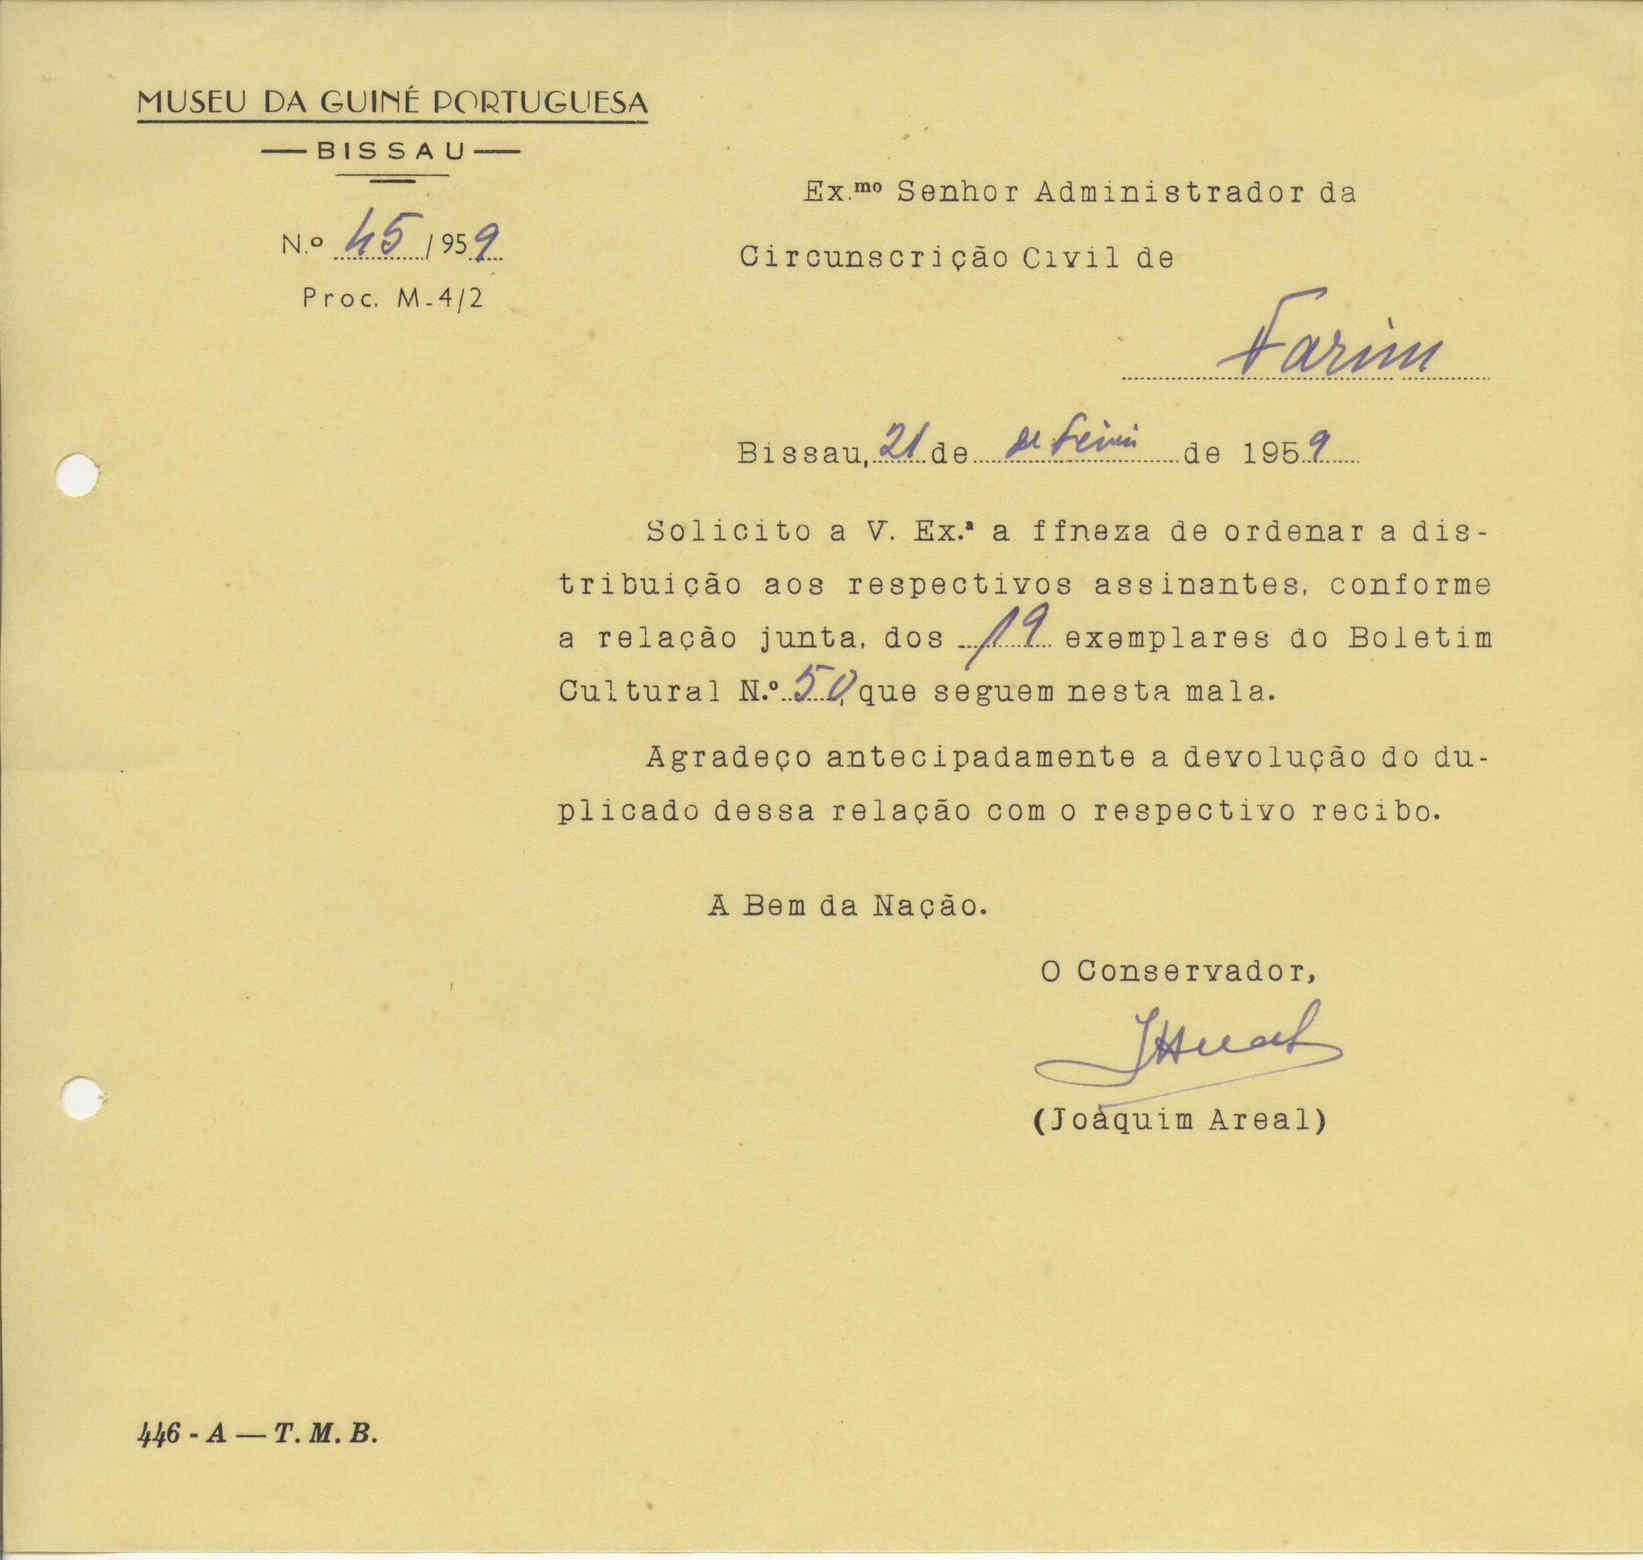 MUSEU DA GUINÉ PORTUGUESA
BISSAU
N.º 45/959
Proc. M-4/2
Ex.mo Senhor Administrador da
Circunscrição Civil de
Farim
Bissau, 21 de de 1959
Solicito a V. Ex.ª a ffneza de ordenar a dis-
tribuição aos respectivos assinantes, conforme
a relação junta, dos 19 exemplares do Boletim
Cultural N.º 50, que seguem nesta mala.
Agradeço antecipadamente a devolução do du-
plicado dessa relação com o respectivo recibo.
A Bem da Nação.
O Conservador,
(Joaquim Areal)
446 - A — T. M. B.